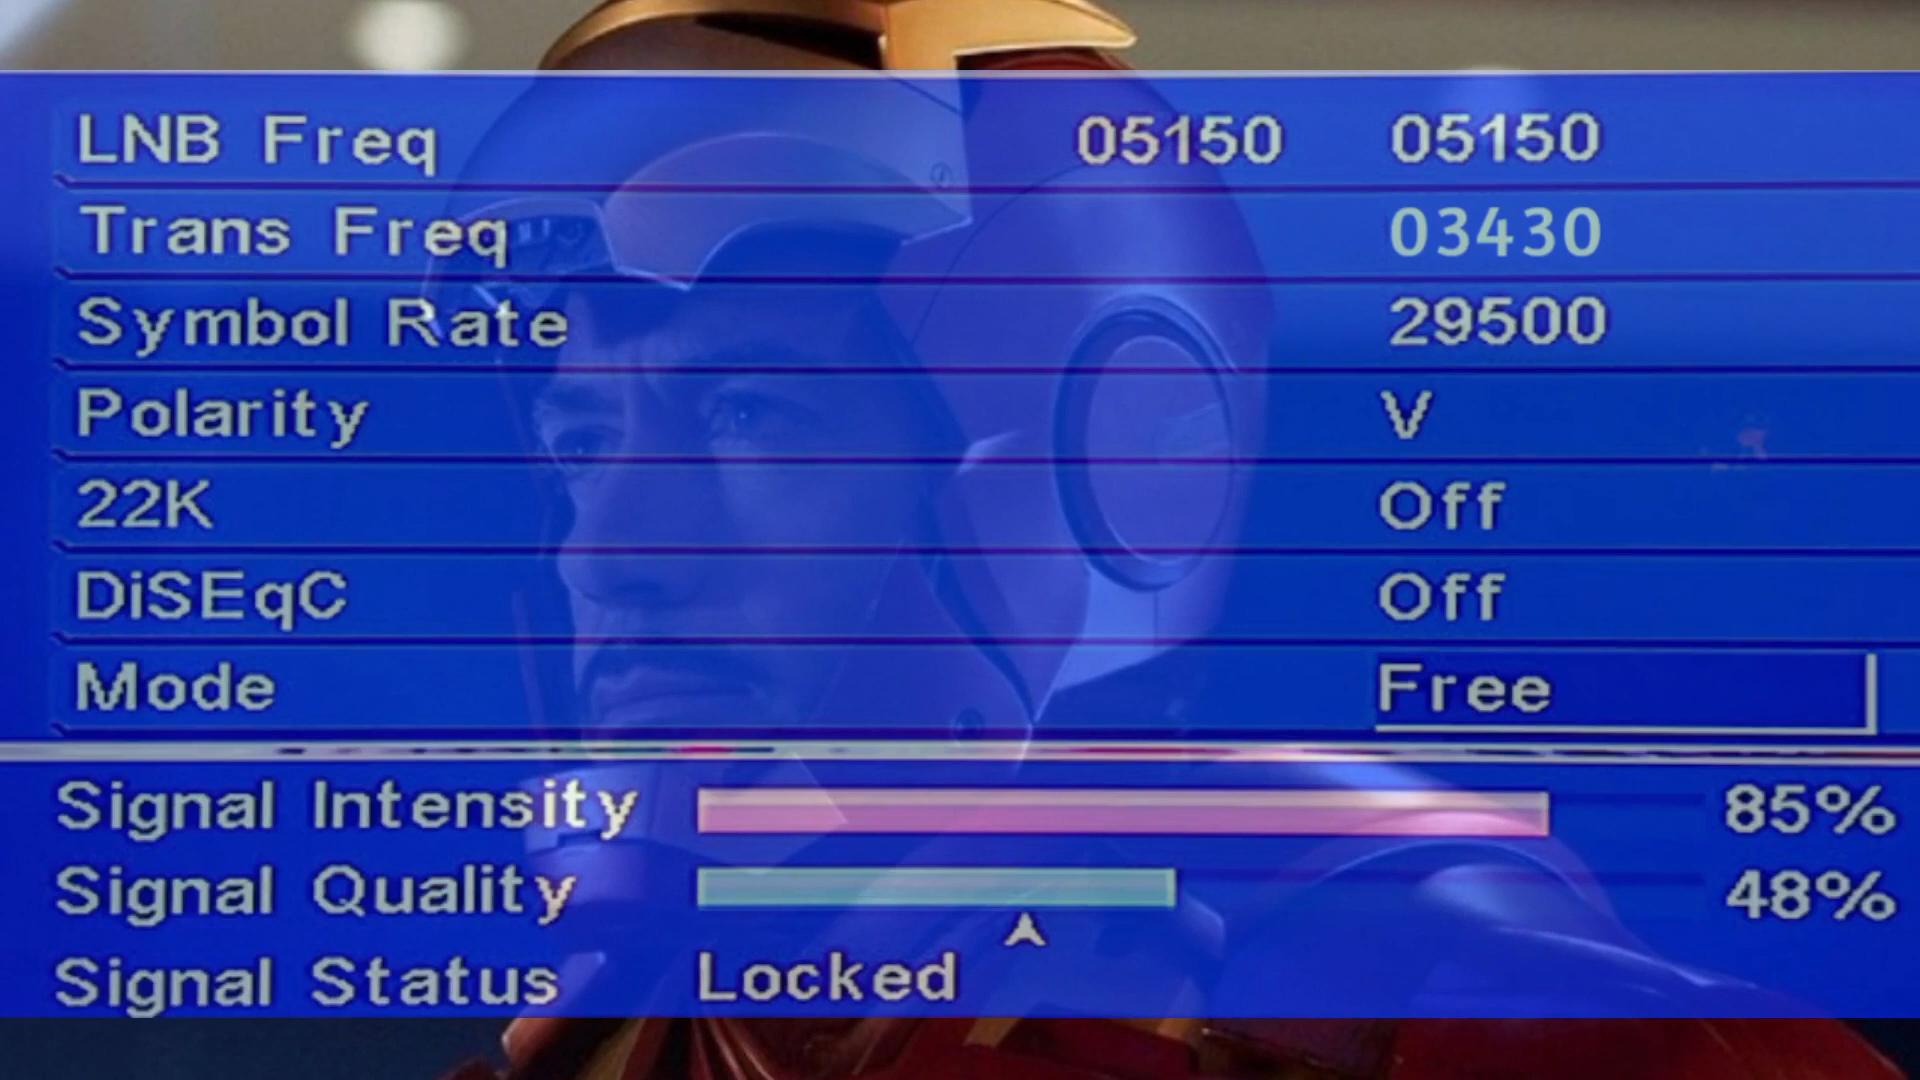 LNB Freq 05150 05150
Trans Freq 03430
Symbol Rate 29500
Polarity V
22K Off
DiSEqC Off
Mode Free
Signal Intensity 85%
Signal Quality 48%
Signal Status Locked